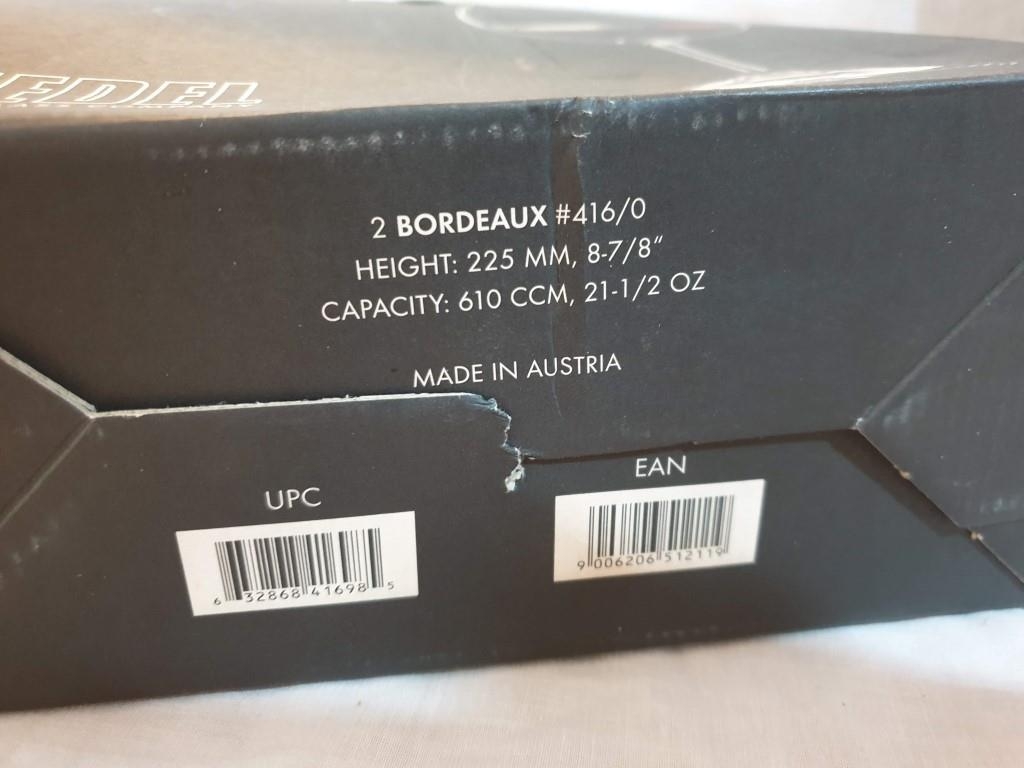 EDEL
2 BORDEAUX #416/0
HEIGHT: 225 MM, 8-7/8“
CAPACITY: 610 CCM, 21-1/2 OZ
MADE IN AUSTRIA
UPC
EAN
6 32868 41698 5
9 006206 512119